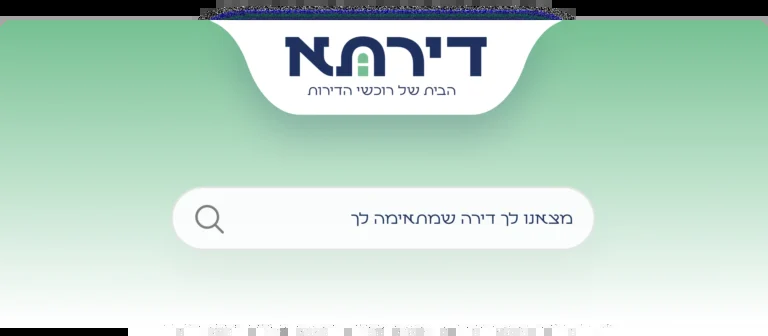 דירתא
הבית של רוכשי הדירות
מצאנו לך דירה שמתאימה לך